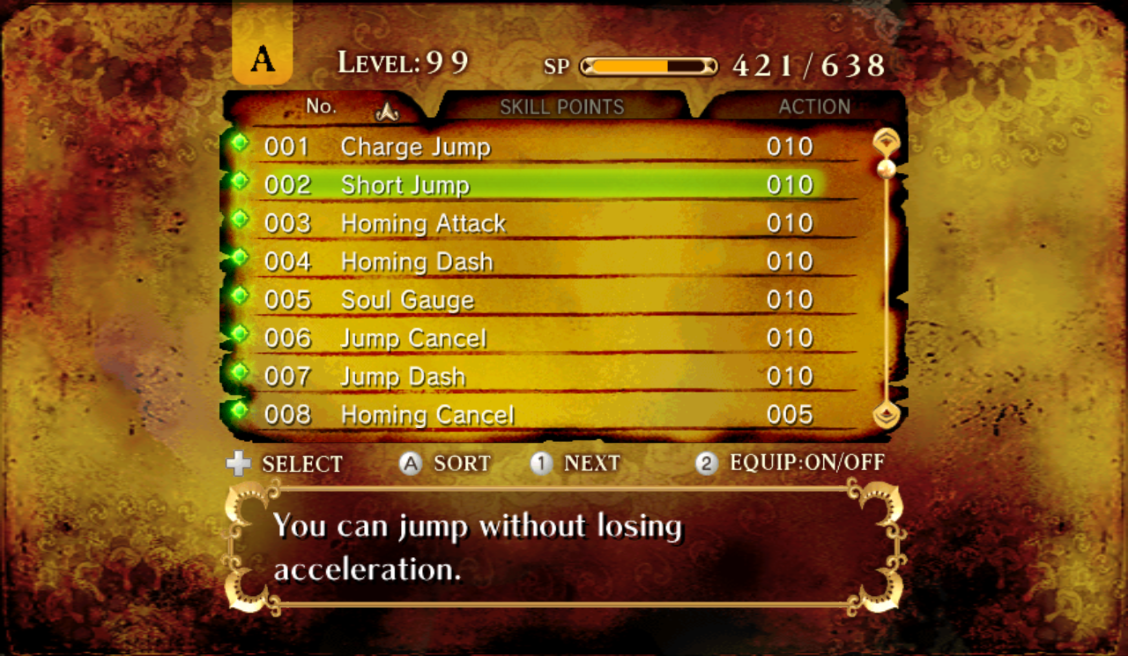 A LEVEL:99 SP 421/638
No. SKILL POINTS ACTION
001 Charge Jump 010
002 Short Jump 010
003 Homing Attack 010
004 Homing Dash 010
005 Soul Gauge 010
006 Jump Cancel 010
007 Jump Dash 010
008 Homing Cancel 005
SELECT A SORT 1 NEXT 2 EQUIP:ON/OFF
You can jump without losing
acceleration.